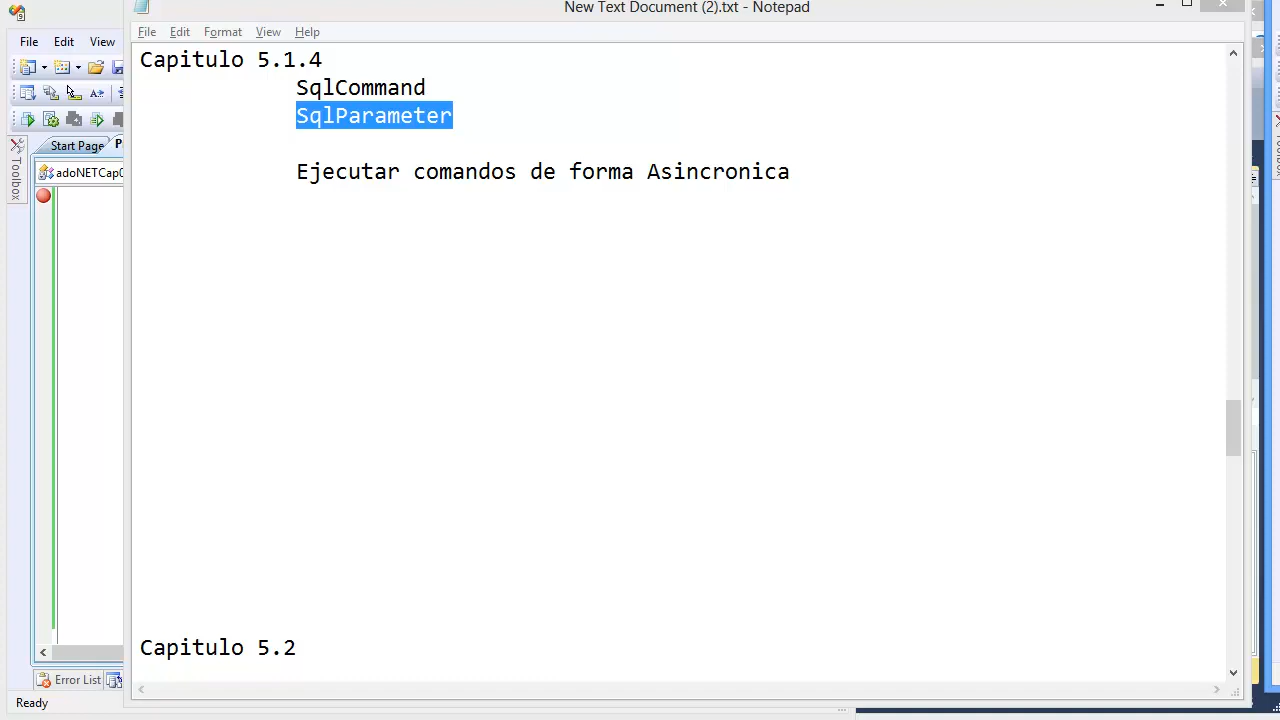 New Text Document (2).txt - Notepad
File Edit View
File Edit Format View Help
Capitulo 5.1.4
SqlCommand
SqlParameter
Ejecutar comandos de forma Asincronica
Start Page
Toolbox
adoNETCap
Capitulo 5.2
Error List
Ready